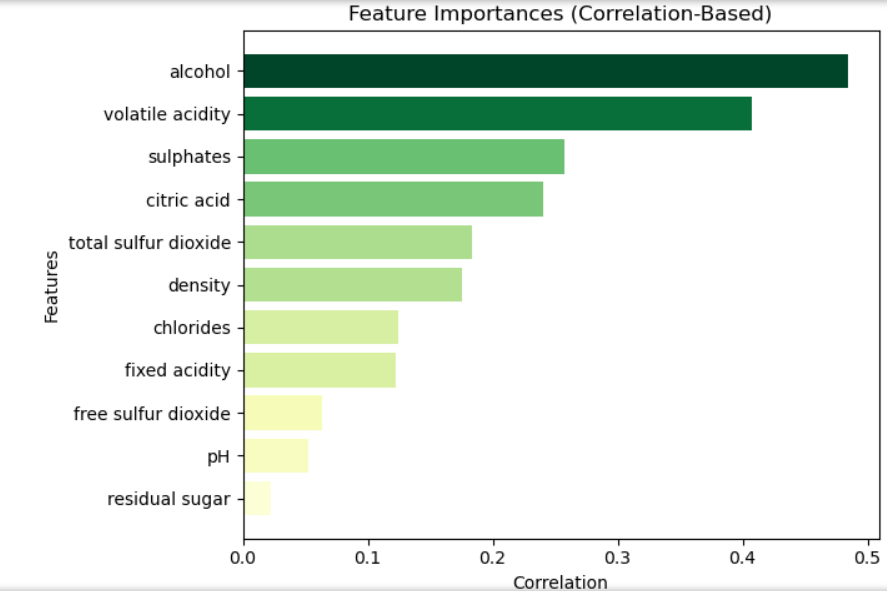 Feature Importances (Correlation-Based)
alcohol
volatile acidity
sulphates
citric acid
total sulfur dioxide
density
chlorides
fixed acidity
free sulfur dioxide
pH
residual sugar
Features
0.0 0.1 0.2 0.3 0.4 0.5
Correlation